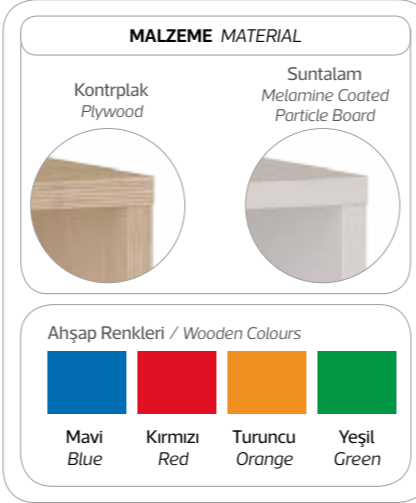 MALZEME MATERIAL
Kontrplak
Plywood
Suntalam
Melamine Coated
Particle Board
Ahşap Renkleri / Wooden Colours
Mavi
Blue
Kırmızı
Red
Turuncu
Orange
Yeşil
Green